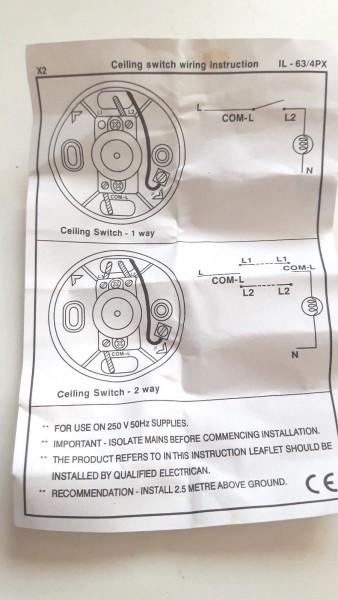 X2 Ceiling switch wiring instruction IL - 63/4PX
L1 L2
COM-L
L COM-L L2
N
Ceiling Switch - 1 way
COM-L
L1 L1
L COM-L
COM-L
L2 L2
N
Ceiling Switch - 2 way
** FOR USE ON 250 V 50Hz SUPPLIES.
** IMPORTANT - ISOLATE MAINS BEFORE COMMENCING INSTALLATION.
** THE PRODUCT REFERS TO IN THIS INSTRUCTION LEAFLET SHOULD BE
INSTALLED BY QUALIFIED ELECTRICAN.
** RECOMMENDATION - INSTALL 2.5 METRE ABOVE GROUND. CE